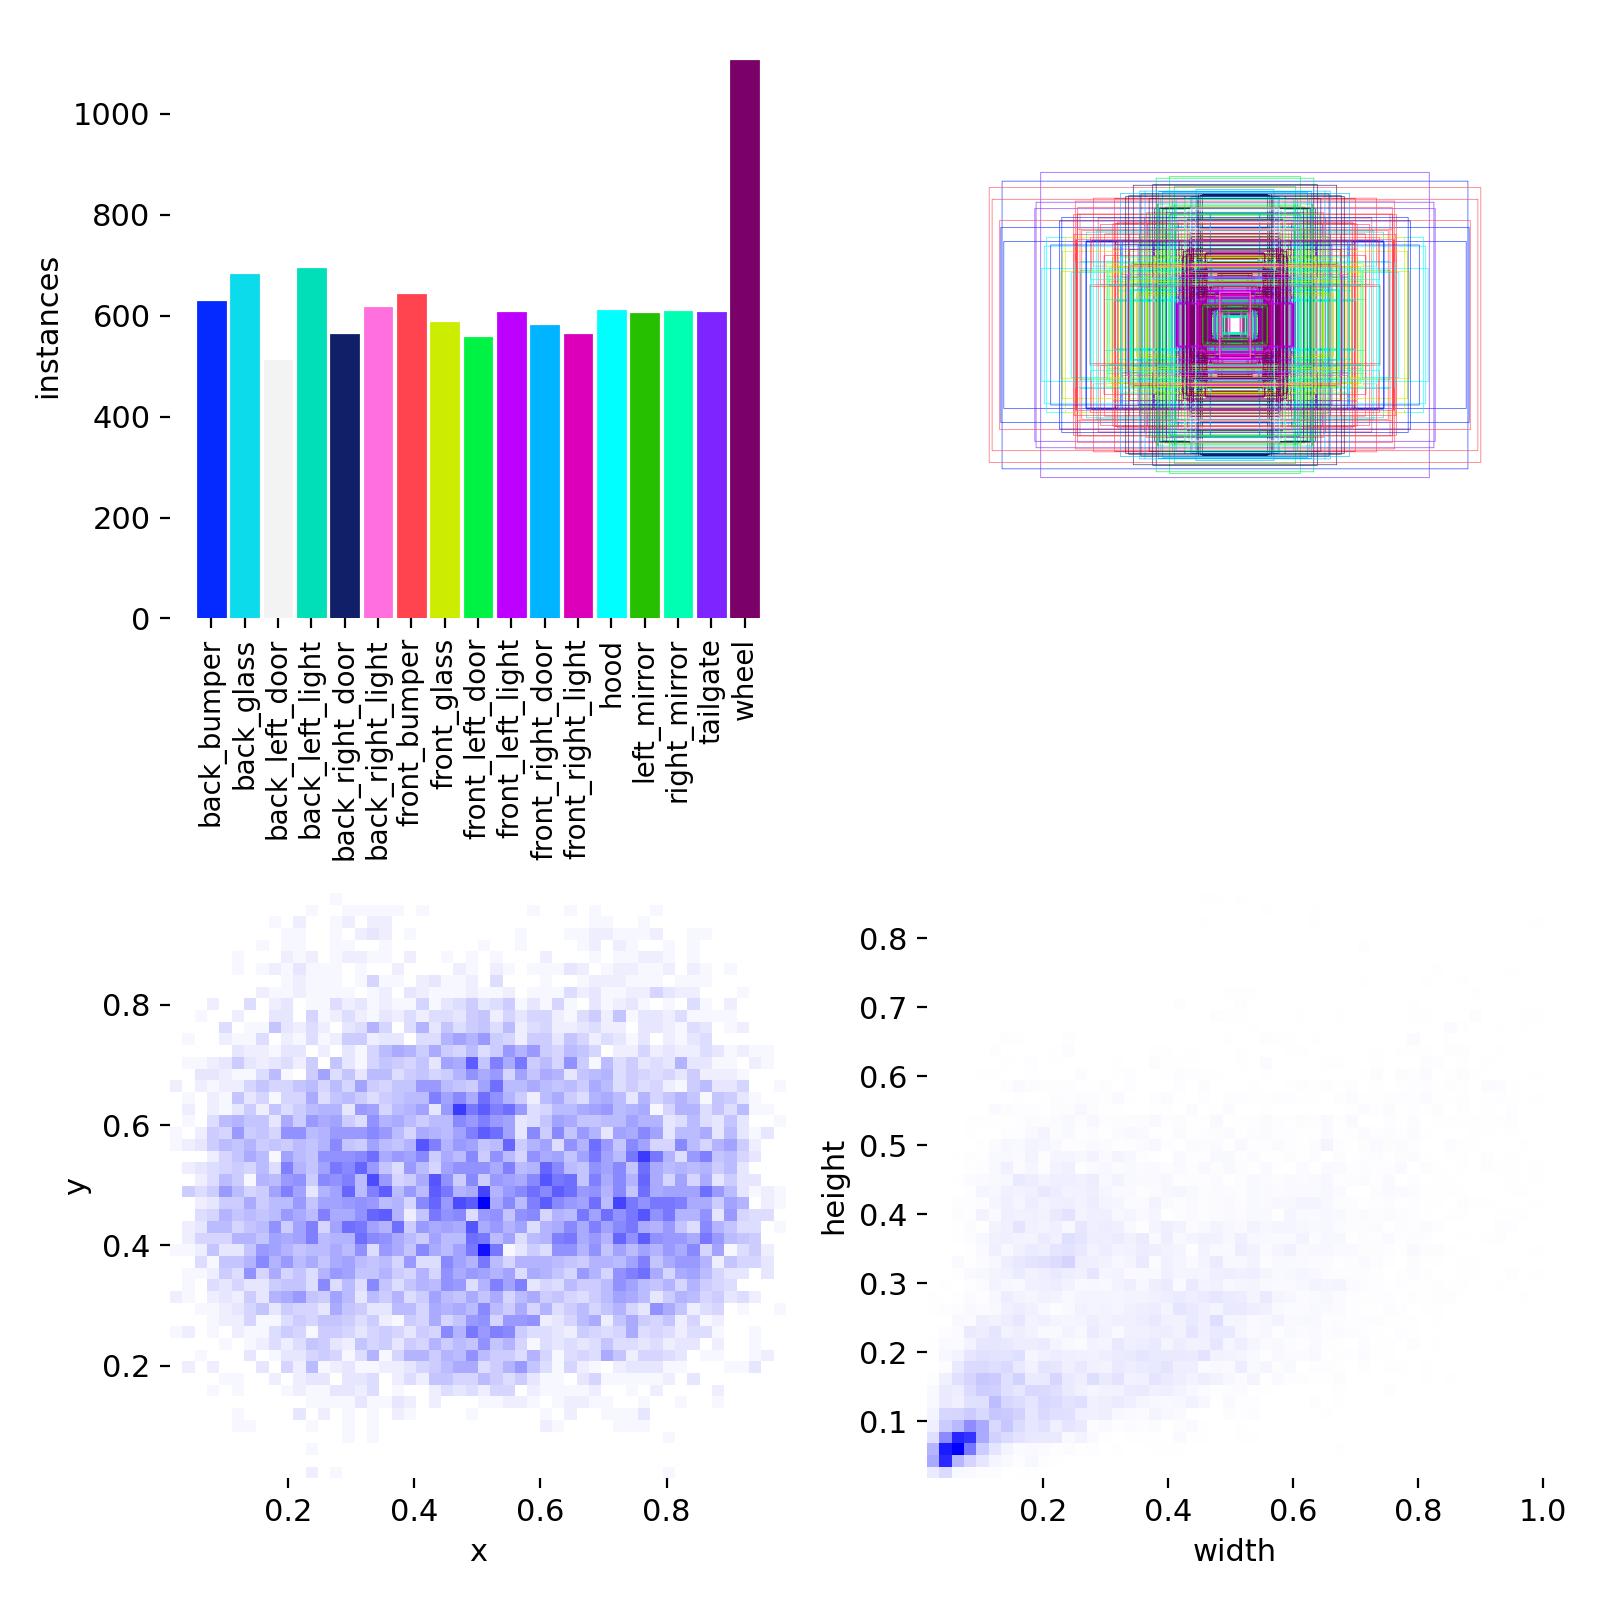 instances
1000
800
600
400
200
0
back_bumper
back_glass
back_left_door
back_left_light
back_right_door
back_right_light
front_bumper
front_glass
front_left_door
front_left_light
front_right_door
front_right_light
hood
left_mirror
right_mirror
tailgate
wheel
y
0.8
0.6
0.4
0.2
0.2 0.4 0.6 0.8
x
height
0.8
0.7
0.6
0.5
0.4
0.3
0.2
0.1
0.2 0.4 0.6 0.8 1.0
width